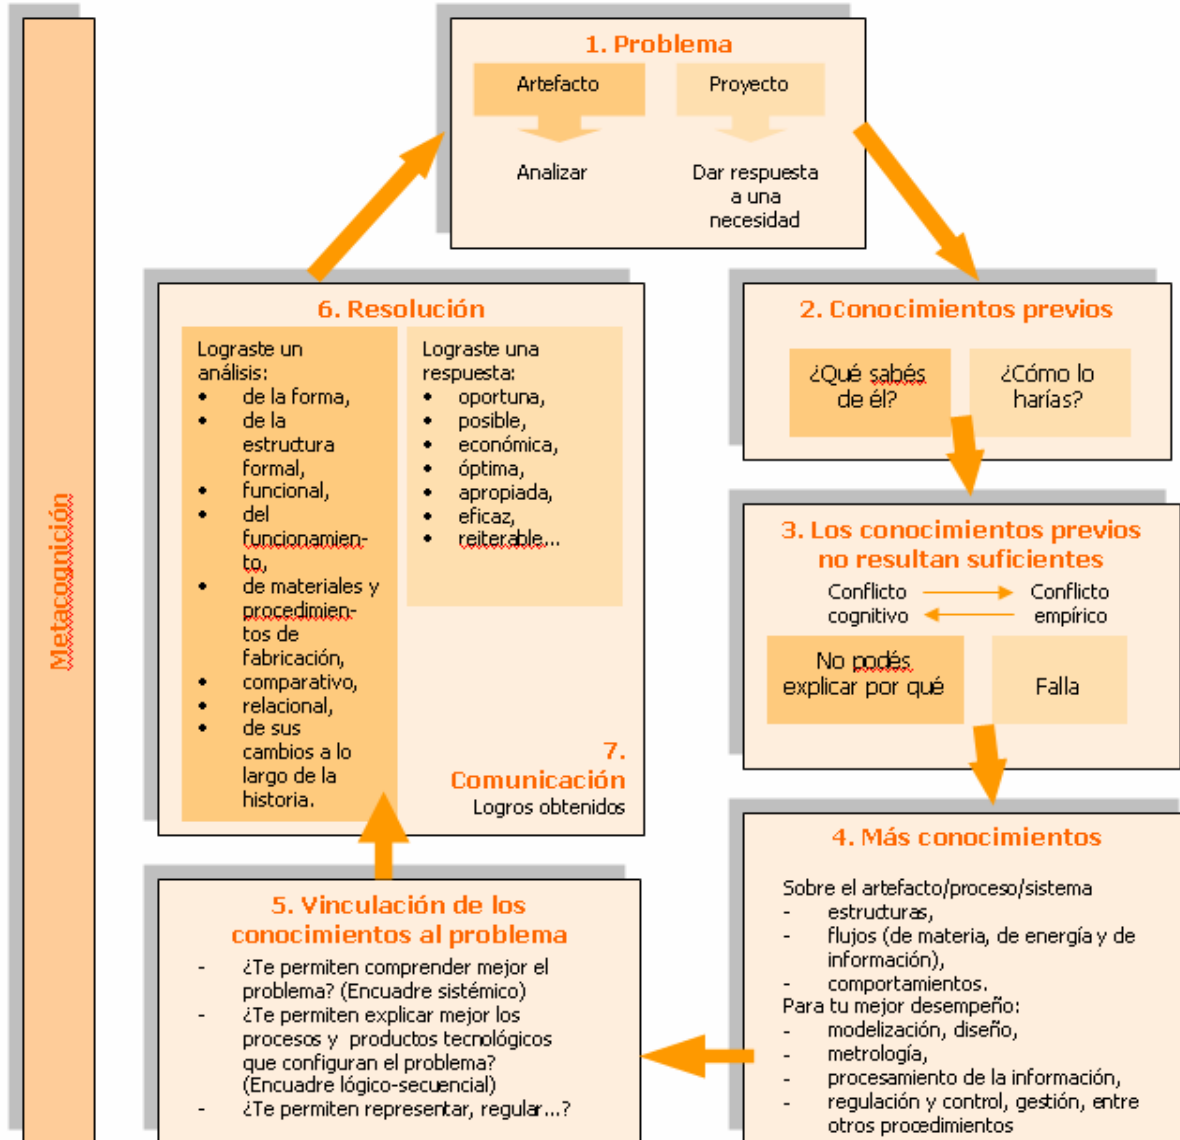 Metacognición
1. Problema
Artefacto
Proyecto
Analizar
Dar respuesta
a una
necesidad
2. Conocimientos previos
¿Qué sabés
de él?
¿Cómo lo
harías?
3. Los conocimientos previos
no resultan suficientes
Conflicto
cognitivo
Conflicto
empírico
No podés
explicar por qué
Falla
4. Más conocimientos
Sobre el artefacto/proceso/sistema
- estructuras,
- flujos (de materia, de energía y de
información),
- comportamientos.
Para tu mejor desempeño:
- modelización, diseño,
- metrología,
- procesamiento de la información,
- regulación y control, gestión, entre
otros procedimientos
5. Vinculación de los
conocimientos al problema
- ¿Te permiten comprender mejor el
problema? (Encuadre sistémico)
- ¿Te permiten explicar mejor los
procesos y productos tecnológicos
que configuran el problema?
(Encuadre lógico-secuencial)
- ¿Te permiten representar, regular...?
6. Resolución
Lograste un
análisis:
• de la forma,
• de la
estructura
formal,
• funcional,
• del
funcionamien-
to,
• de materiales y
procedimien-
tos de
fabricación,
• comparativo,
• relacional,
• de sus
cambios a lo
largo de la
historia.
Lograste una
respuesta:
• oportuna,
• posible,
• económica,
• óptima,
• apropiada,
• eficaz,
• reiterable...
7.
Comunicación
Logros obtenidos